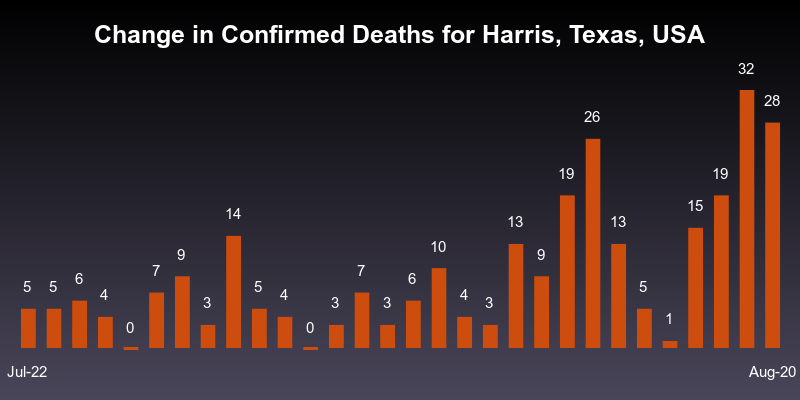 Change in Confirmed Deaths for Harris, Texas, USA
5 5 6 4 0 7 9 3 14 5 4 0 3 7 3 6 10 4 3 13 9 19 26 13 5 1 15 19 32 28
Jul-22 Aug-20